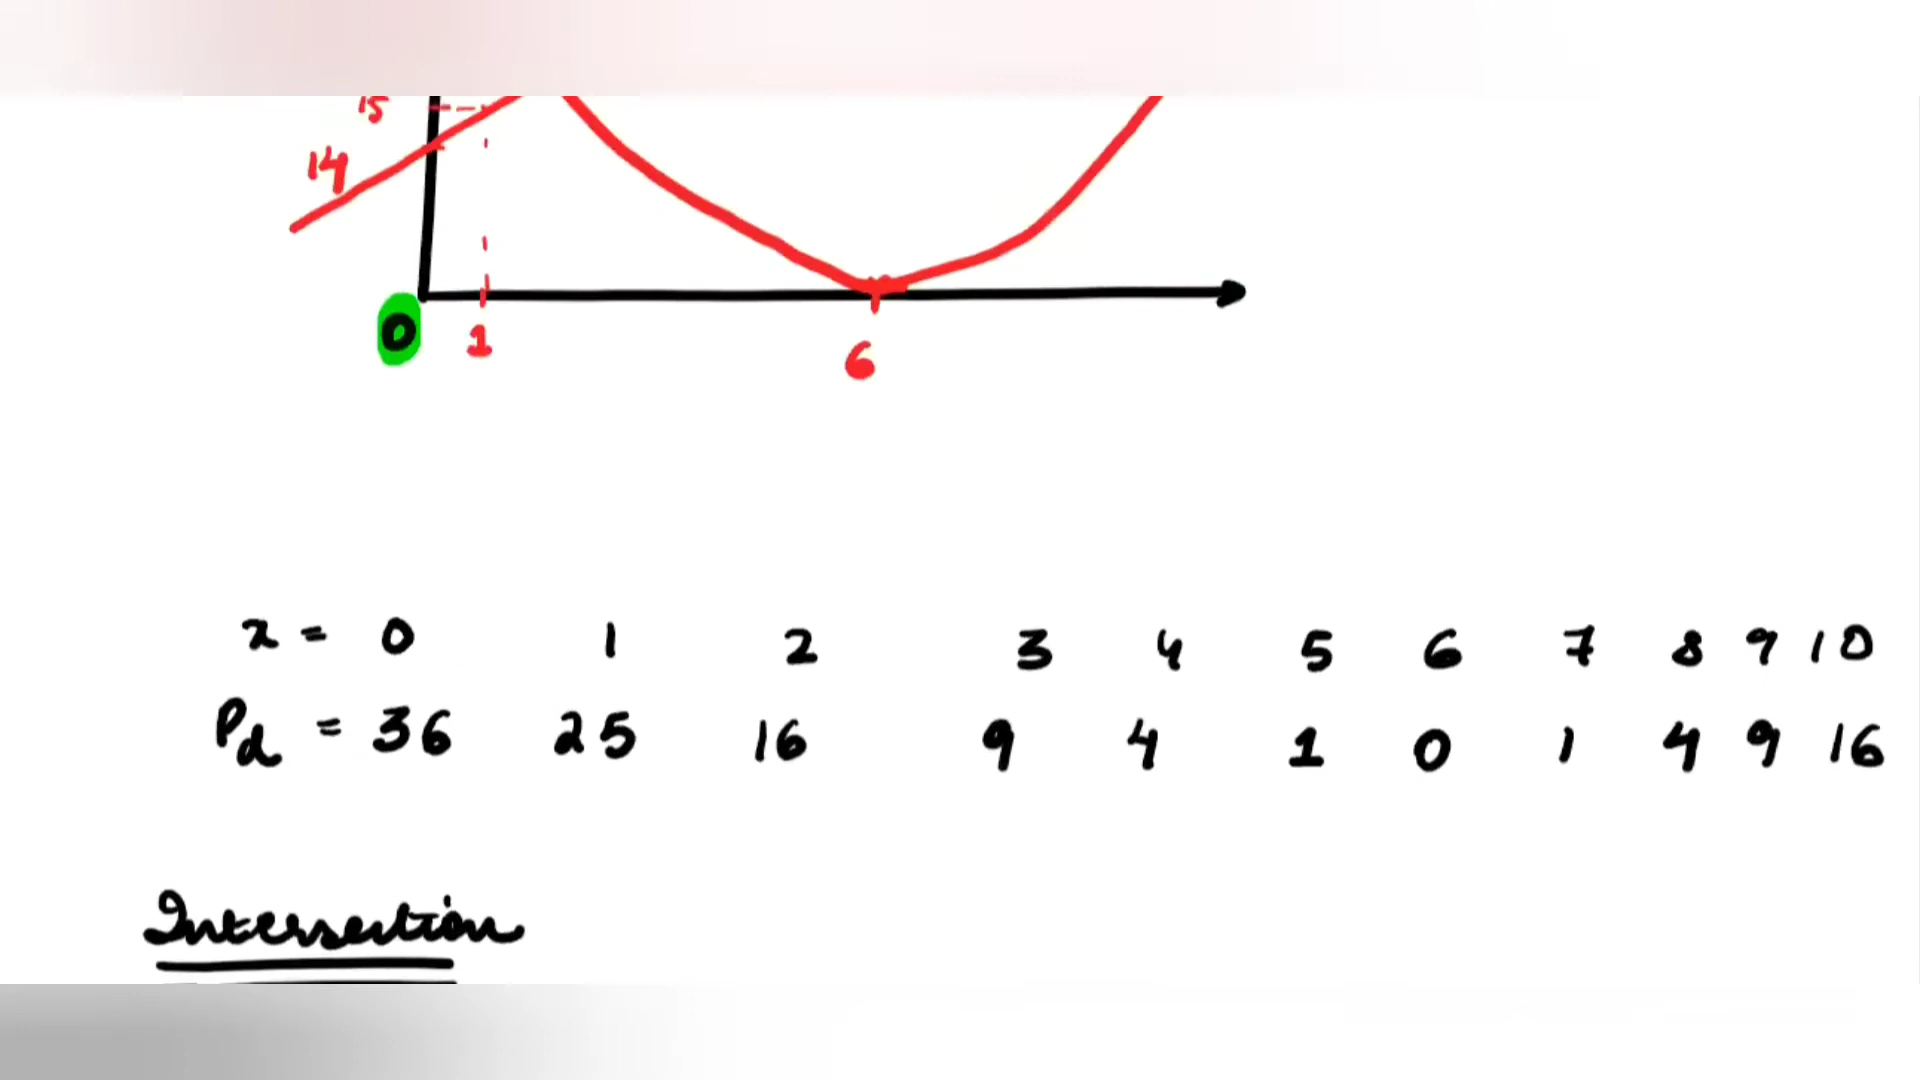 15
14
0 1 6
x = 0 1 2 3 4 5 6 7 8 9 10
Pd = 36 25 16 9 4 1 0 1 4 9 16
Intersection